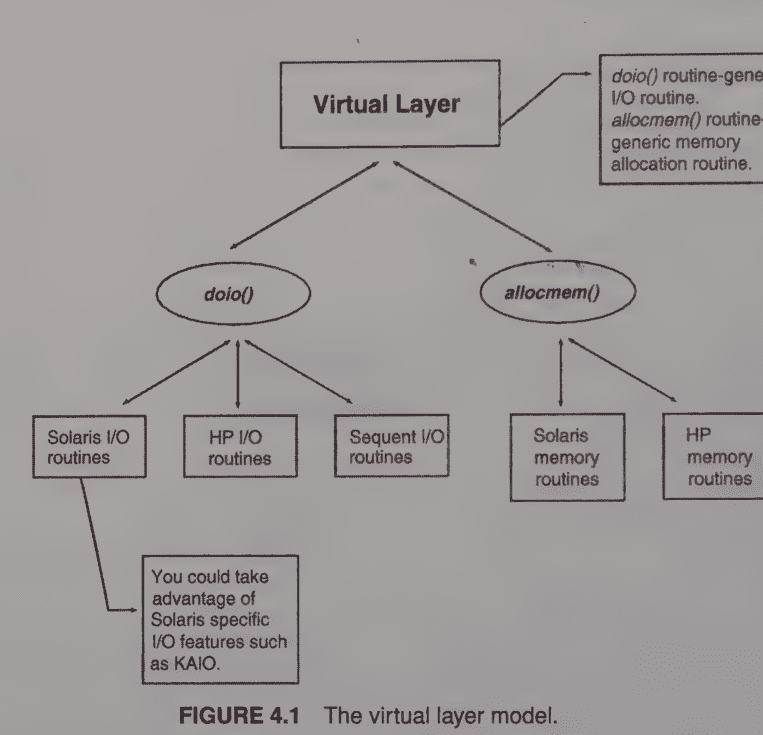 Virtual Layer
doio() routine-gene
I/O routine.
allocmem() routine-
generic memory
allocation routine.
doio()
allocmem()
Solaris I/O
routines
HP I/O
routines
Sequent I/O
routines
Solaris
memory
routines
HP
memory
routines
You could take
advantage of
Solaris specific
I/O features such
as KAIO.
FIGURE 4.1 The virtual layer model.